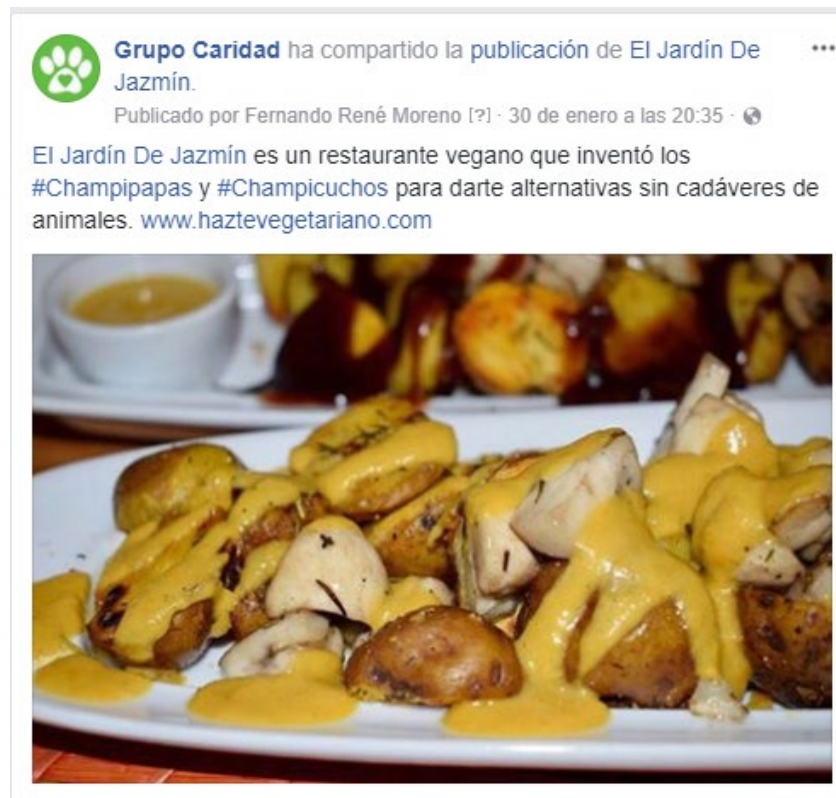 Grupo Caridad ha compartido la publicación de El Jardín De
Jazmín.
Publicado por Fernando René Moreno [?] · 30 de enero a las 20:35 ·
El Jardín De Jazmín es un restaurante vegano que inventó los
#Champipapas y #Champicuchos para darte alternativas sin cadáveres de
animales. www.haztevegetariano.com